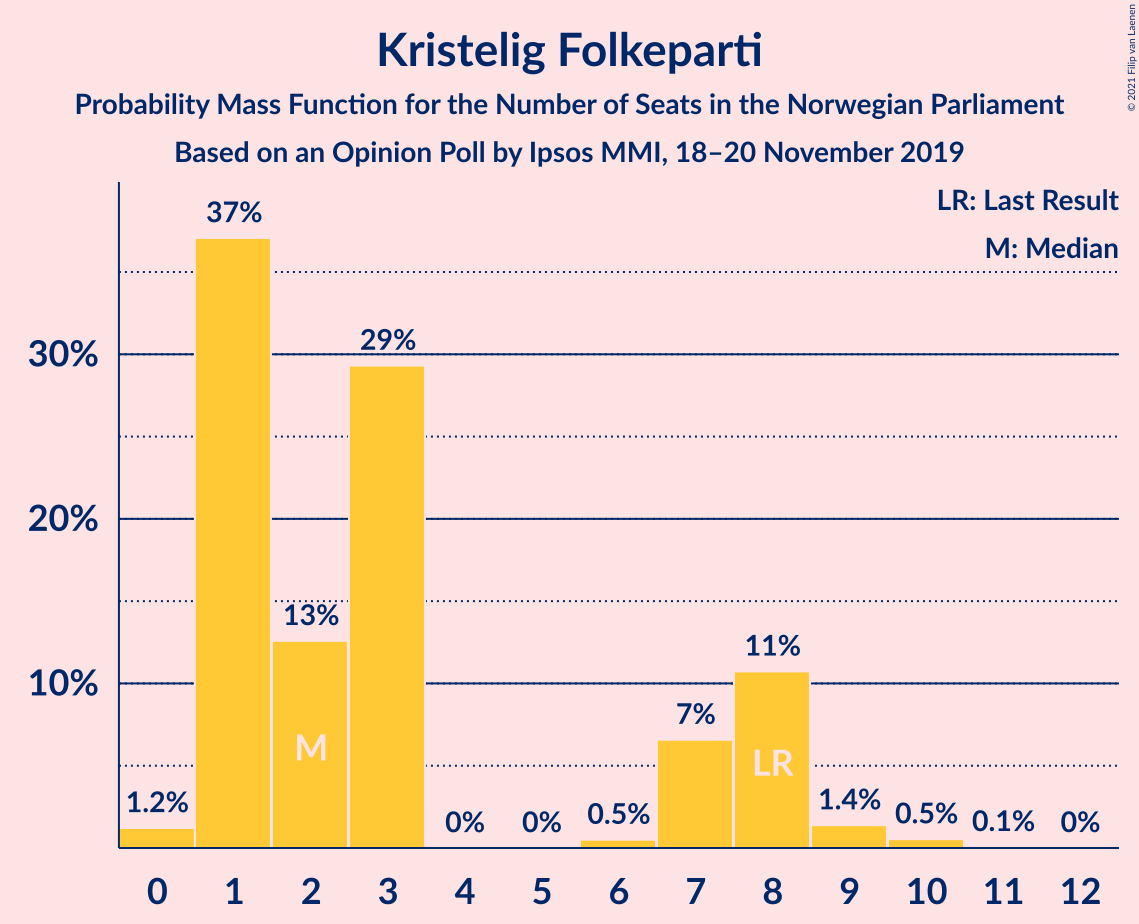 Kristelig Folkeparti
Probability Mass Function for the Number of Seats in the Norwegian Parliament
Based on an Opinion Poll by Ipsos MMI, 18–20 November 2019
© 2021 Filip van Laenen
LR: Last Result
M: Median
37%
29%
30%
20%
13%
11%
10%
7%
M
LR
1.2%
0%
0%
0.5%
1.4%
0.5%
0.1%
0%
0 1 2 3 4 5 6 7 8 9 10 11 12